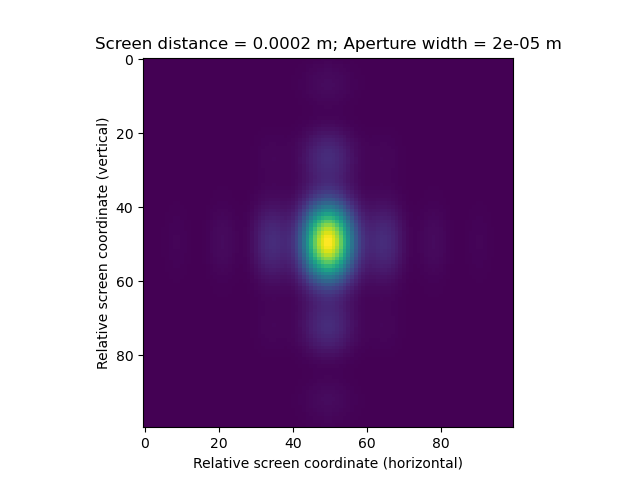 Screen distance = 0.0002 m; Aperture width = 2e-05 m
Relative screen coordinate (vertical)
0
20
40
60
80
0 20 40 60 80
Relative screen coordinate (horizontal)